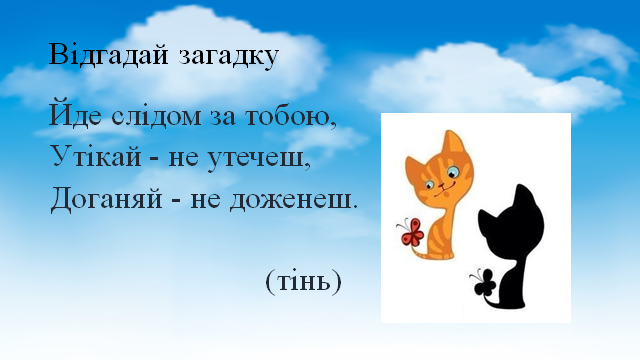 Відгадай загадку
Йде слідом за тобою,
Утікай - не утечеш,
Доганяй - не доженеш.
(тінь)